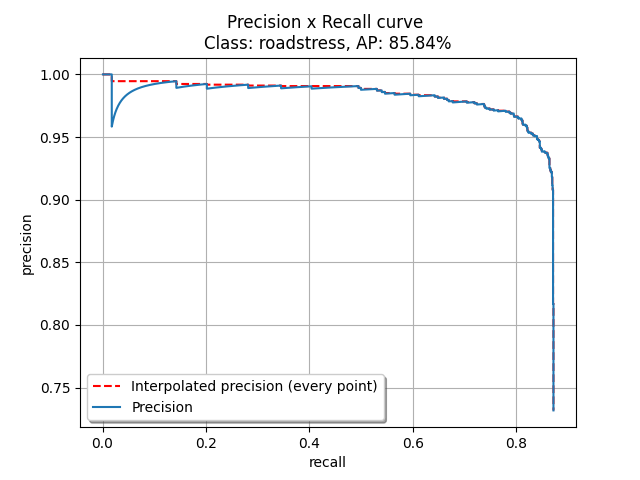 Precision x Recall curve
Class: roadstress, AP: 85.84%
1.00
0.95
0.90
0.85
0.80
0.75
precision
Interpolated precision (every point)
Precision
0.0 0.2 0.4 0.6 0.8
recall